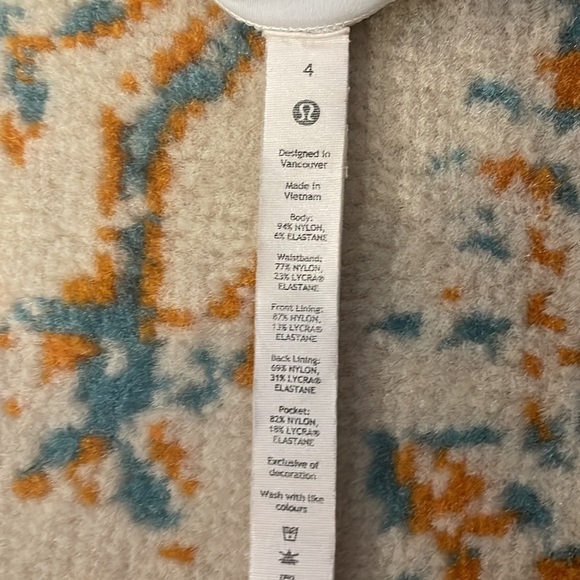 4
Designed in
Vancouver
Made in
Vietnam
Body:
94% NYLON,
6% ELASTANE
Waistband:
77% NYLON,
23% LYCRA®
ELASTANE
Front Lining:
87% NYLON,
13% LYCRA®
ELASTANE
Back Lining:
69% NYLON,
31% LYCRA®
ELASTANE
Pocket:
82% NYLON,
18% LYCRA®
ELASTANE
Exclusive of
decoration
Wash with like
colours